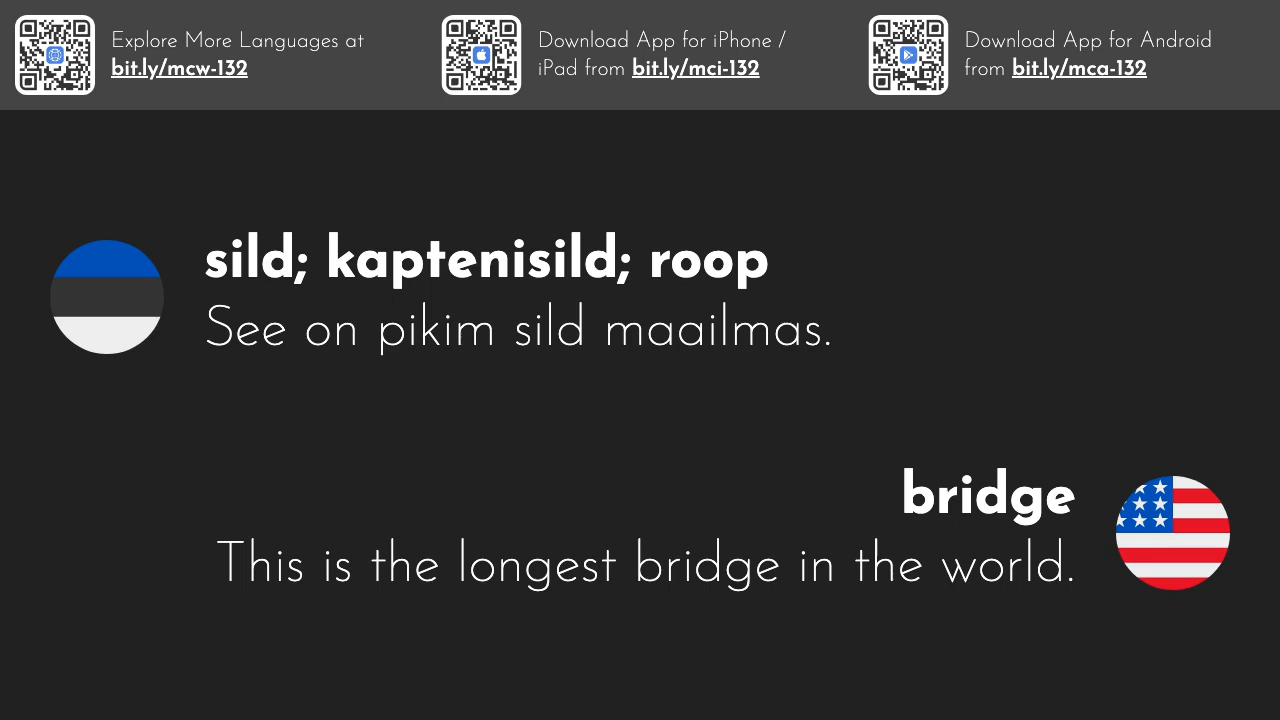 Explore More Languages at
bit.ly/mcw-132
Download App for iPhone /
iPad from bit.ly/mci-132
Download App for Android
from bit.ly/mca-132
sild; kaptenisild; roop
See on pikim sild maailmas.
bridge
This is the longest bridge in the world.